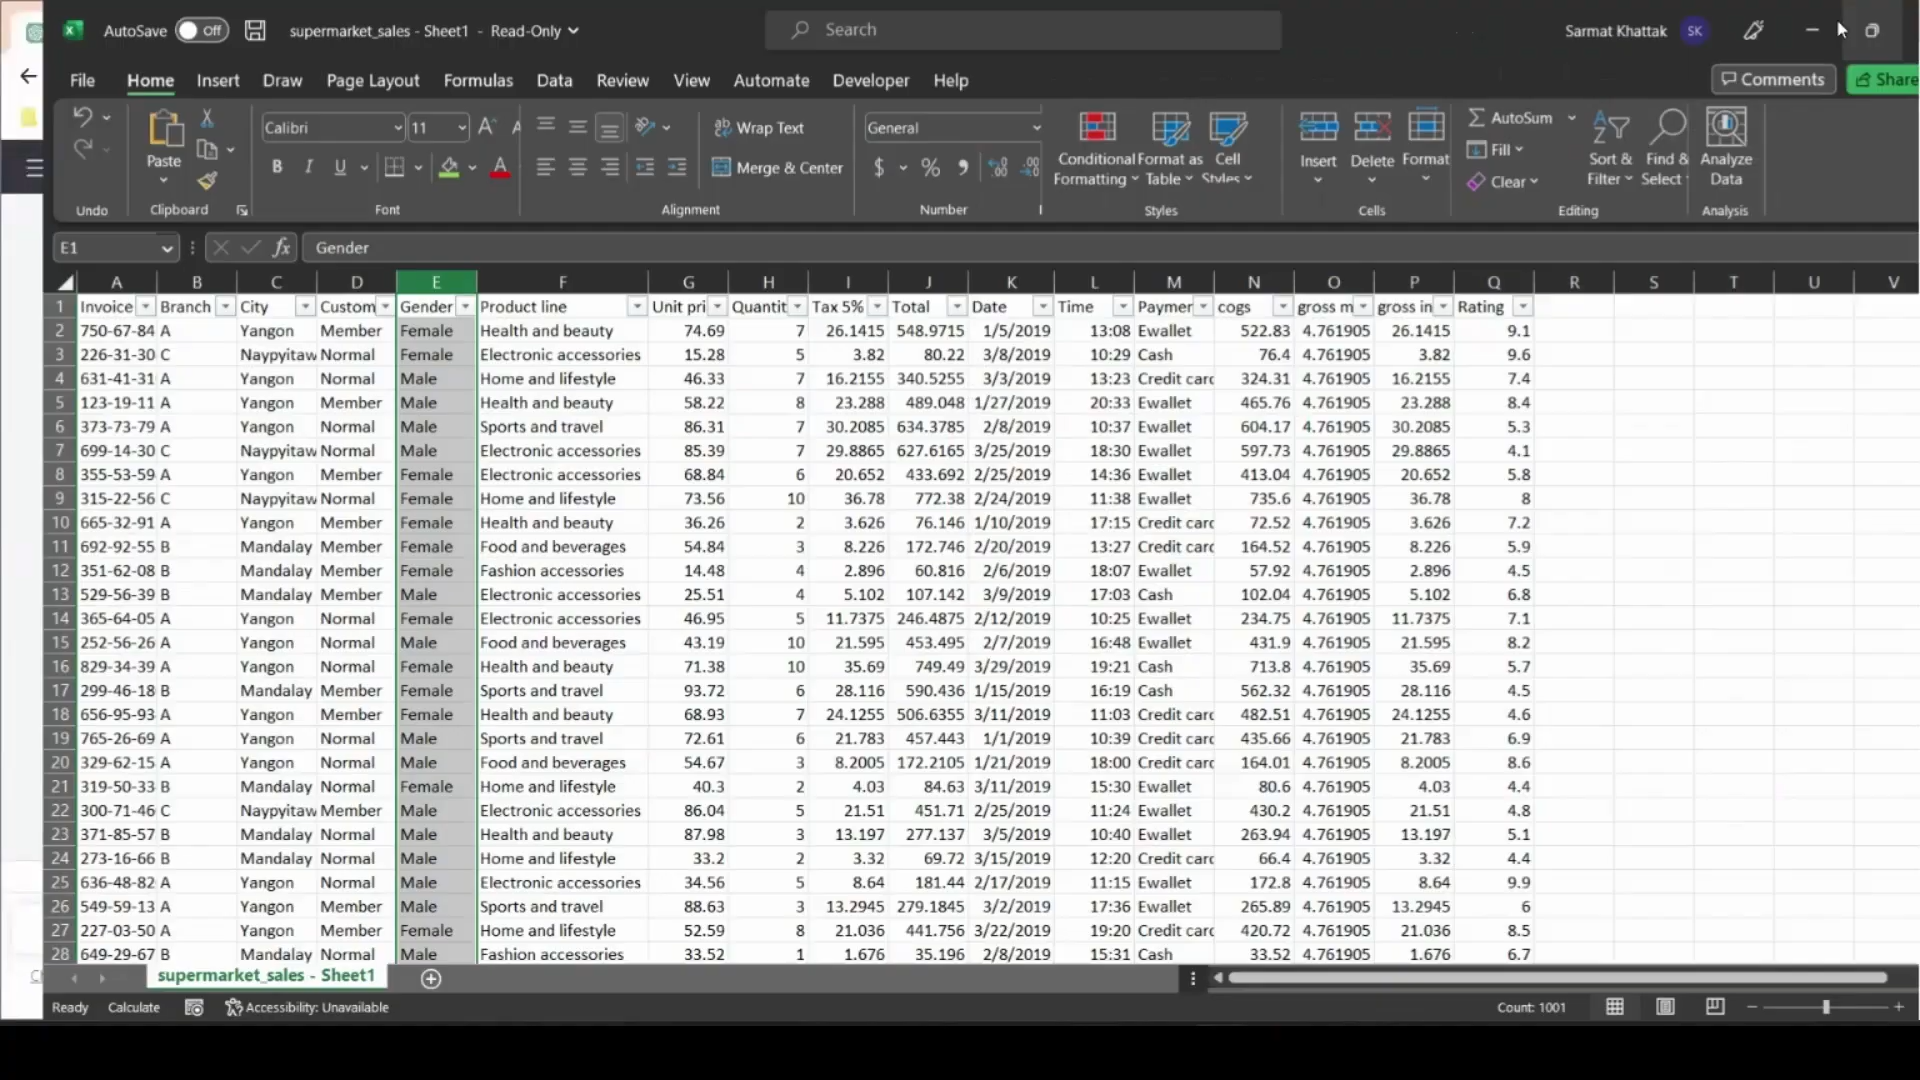 AutoSave Off supermarket_sales - Sheet1 - Read-Only Search Sarmat Khattak SK
File Home Insert Draw Page Layout Formulas Data Review View Automate Developer Help Comments Share
Calibri 11 Wrap Text General AutoSum
Paste B I U Merge & Center $ % Conditional Formatting Format as Table Cell Styles Insert Delete Format Fill Clear Sort & Filter Find & Select Analyze Data
Undo Clipboard Font Alignment Number Styles Cells Editing Analysis
E1 fx Gender
A B C D E F G H I J K L M N O P Q R S T U V
1 Invoice Branch City Custom Gender Product line Unit pri Quantit Tax 5% Total Date Time Paymer cogs gross m gross in Rating
2 750-67-84 A Yangon Member Female Health and beauty 74.69 7 26.1415 548.9715 1/5/2019 13:08 Ewallet 522.83 4.761905 26.1415 9.1
3 226-31-30 C Naypyitaw Normal Female Electronic accessories 15.28 5 3.82 80.22 3/8/2019 10:29 Cash 76.4 4.761905 3.82 9.6
4 631-41-31 A Yangon Normal Male Home and lifestyle 46.33 7 16.2155 340.5255 3/3/2019 13:23 Credit card 324.31 4.761905 16.2155 7.4
5 123-19-11 A Yangon Member Male Health and beauty 58.22 8 23.288 489.048 1/27/2019 20:33 Ewallet 465.76 4.761905 23.288 8.4
6 373-73-79 A Yangon Normal Male Sports and travel 86.31 7 30.2085 634.3785 2/8/2019 10:37 Ewallet 604.17 4.761905 30.2085 5.3
7 699-14-30 C Naypyitaw Normal Male Electronic accessories 85.39 7 29.8865 627.6165 3/25/2019 18:30 Ewallet 597.73 4.761905 29.8865 4.1
8 355-53-59 A Yangon Member Female Electronic accessories 68.84 6 20.652 433.692 2/25/2019 14:36 Ewallet 413.04 4.761905 20.652 5.8
9 315-22-56 C Naypyitaw Normal Female Home and lifestyle 73.56 10 36.78 772.38 2/24/2019 11:38 Ewallet 735.6 4.761905 36.78 8
10 665-32-91 A Yangon Member Female Health and beauty 36.26 2 3.626 76.146 1/10/2019 17:15 Credit card 72.52 4.761905 3.626 7.2
11 692-92-55 B Mandalay Member Female Food and beverages 54.84 3 8.226 172.746 2/20/2019 13:27 Credit card 164.52 4.761905 8.226 5.9
12 351-62-08 B Mandalay Member Female Fashion accessories 14.48 4 2.896 60.816 2/6/2019 18:07 Ewallet 57.92 4.761905 2.896 4.5
13 529-56-39 B Mandalay Member Male Electronic accessories 25.51 4 5.102 107.142 3/9/2019 17:03 Cash 102.04 4.761905 5.102 6.8
14 365-64-05 A Yangon Normal Female Electronic accessories 46.95 5 11.7375 246.4875 2/12/2019 10:25 Ewallet 234.75 4.761905 11.7375 7.1
15 252-56-26 A Yangon Normal Male Food and beverages 43.19 10 21.595 453.495 2/7/2019 16:48 Ewallet 431.9 4.761905 21.595 8.2
16 829-34-39 A Yangon Normal Female Health and beauty 71.38 10 35.69 749.49 3/29/2019 19:21 Cash 713.8 4.761905 35.69 5.7
17 299-46-18 B Mandalay Member Female Sports and travel 93.72 6 28.116 590.436 1/15/2019 16:19 Cash 562.32 4.761905 28.116 4.5
18 656-95-93 A Yangon Member Female Health and beauty 68.93 7 24.1255 506.6355 3/11/2019 11:03 Credit card 482.51 4.761905 24.1255 4.6
19 765-26-69 A Yangon Normal Male Sports and travel 72.61 6 21.783 457.443 1/1/2019 10:39 Credit card 435.66 4.761905 21.783 6.9
20 329-62-15 A Yangon Normal Male Food and beverages 54.67 3 8.2005 172.2105 1/21/2019 18:00 Credit card 164.01 4.761905 8.2005 8.6
21 319-50-33 B Mandalay Normal Female Home and lifestyle 40.3 2 4.03 84.63 3/11/2019 15:30 Ewallet 80.6 4.761905 4.03 4.4
22 300-71-46 C Naypyitaw Member Male Electronic accessories 86.04 5 21.51 451.71 2/25/2019 11:24 Ewallet 430.2 4.761905 21.51 4.8
23 371-85-57 B Mandalay Normal Male Health and beauty 87.98 3 13.197 277.137 3/5/2019 10:40 Ewallet 263.94 4.761905 13.197 5.1
24 273-16-66 B Mandalay Normal Male Home and lifestyle 33.2 2 3.32 69.72 3/15/2019 12:20 Credit card 66.4 4.761905 3.32 4.4
25 636-48-82 A Yangon Normal Male Electronic accessories 34.56 5 8.64 181.44 2/17/2019 11:15 Ewallet 172.8 4.761905 8.64 9.9
26 549-59-13 A Yangon Member Male Sports and travel 88.63 3 13.2945 279.1845 3/2/2019 17:36 Ewallet 265.89 4.761905 13.2945 6
27 227-03-50 A Yangon Member Female Home and lifestyle 52.59 8 21.036 441.756 3/22/2019 19:20 Credit card 420.72 4.761905 21.036 8.5
28 649-29-67 B Mandalay Normal Male Fashion accessories 33.52 1 1.676 35.196 2/8/2019 15:31 Cash 33.52 4.761905 1.676 6.7
supermarket_sales - Sheet1
Ready Calculate Accessibility: Unavailable Count: 1001